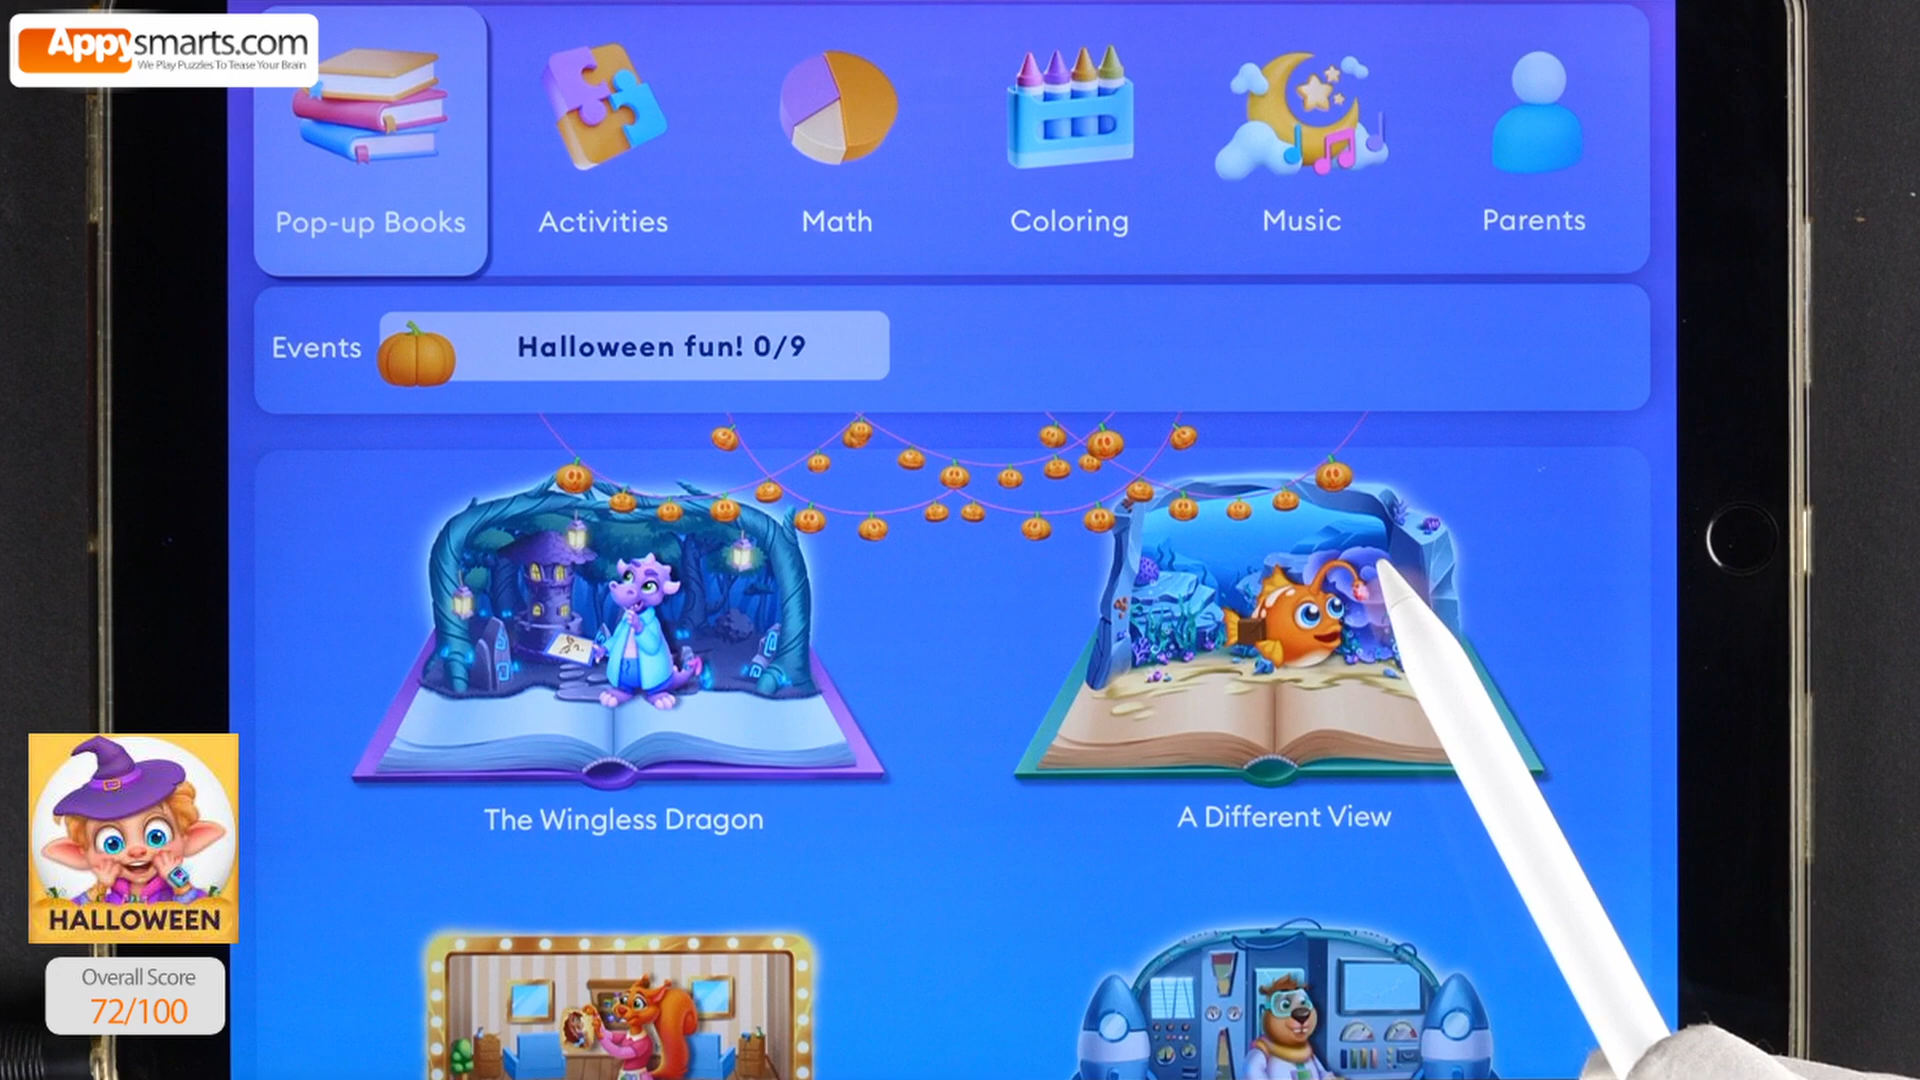 Appysmarts.com
We Play Puzzles To Tease Your Brain
Pop-up Books
Activities
Math
Coloring
Music
Parents
Events
Halloween fun! 0/9
The Wingless Dragon
A Different View
HALLOWEEN
Overall Score
72/100